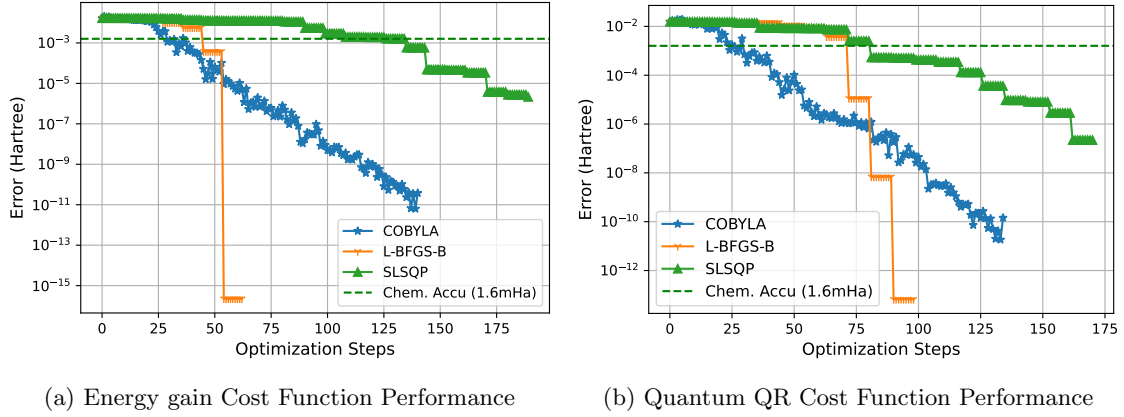 10⁻³
10⁻⁵
10⁻⁷
10⁻⁹
10⁻¹¹
10⁻¹³
10⁻¹⁵
Error (Hartree)
COBYLA
L-BFGS-B
SLSQP
Chem. Accu (1.6mHa)
0 25 50 75 100 125 150 175
Optimization Steps
(a) Energy gain Cost Function Performance
10⁻²
10⁻⁴
10⁻⁶
10⁻⁸
10⁻¹⁰
10⁻¹²
Error (Hartree)
COBYLA
L-BFGS-B
SLSQP
Chem. Accu (1.6mHa)
0 25 50 75 100 125 150 175
Optimization Steps
(b) Quantum QR Cost Function Performance